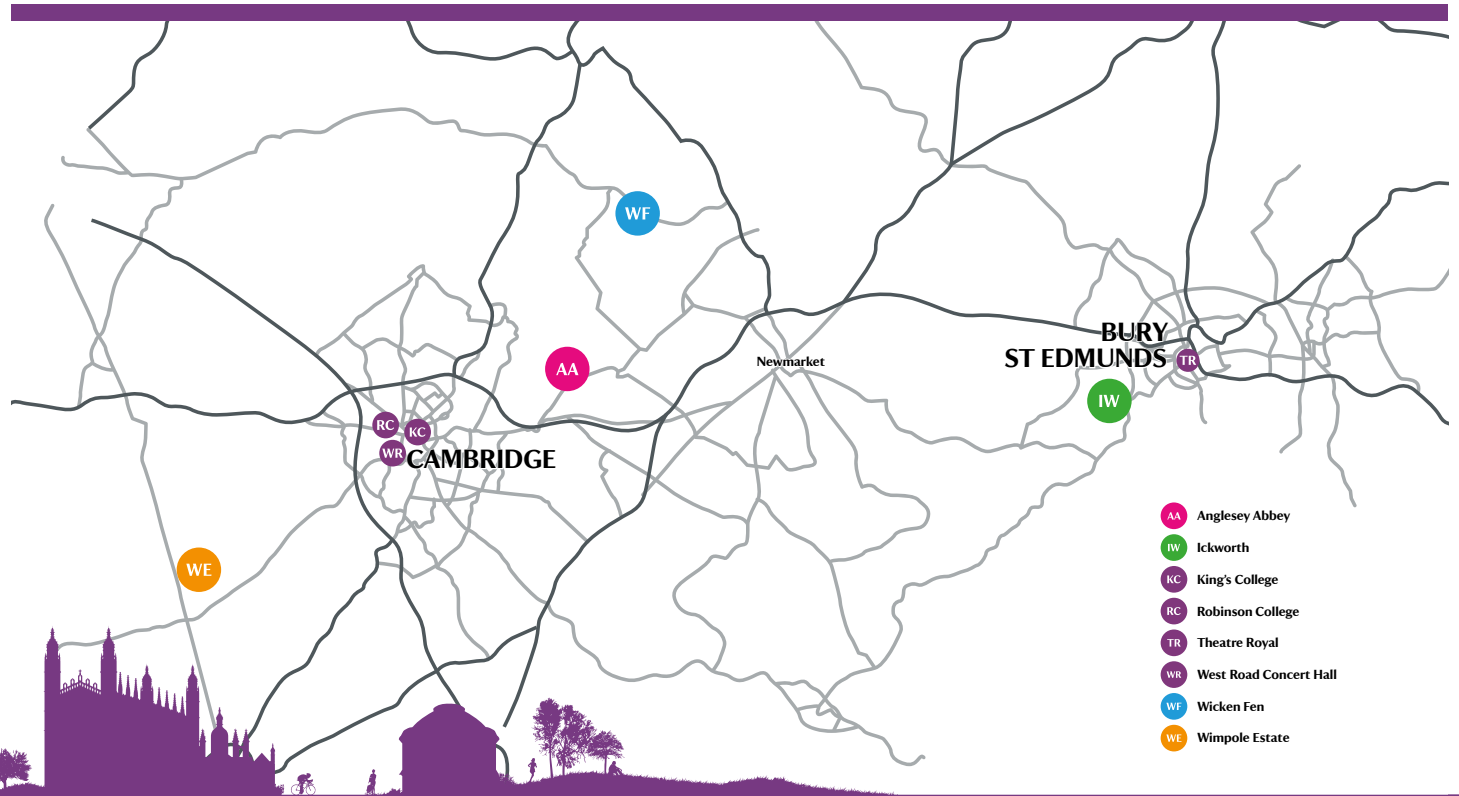 WF
BURY
ST EDMUNDS
TR
Newmarket
AA
IW
RC
KC
WR
CAMBRIDGE
WE
AA Anglesey Abbey
IW Ickworth
KC King's College
RC Robinson College
TR Theatre Royal
WR West Road Concert Hall
WF Wicken Fen
WE Wimpole Estate